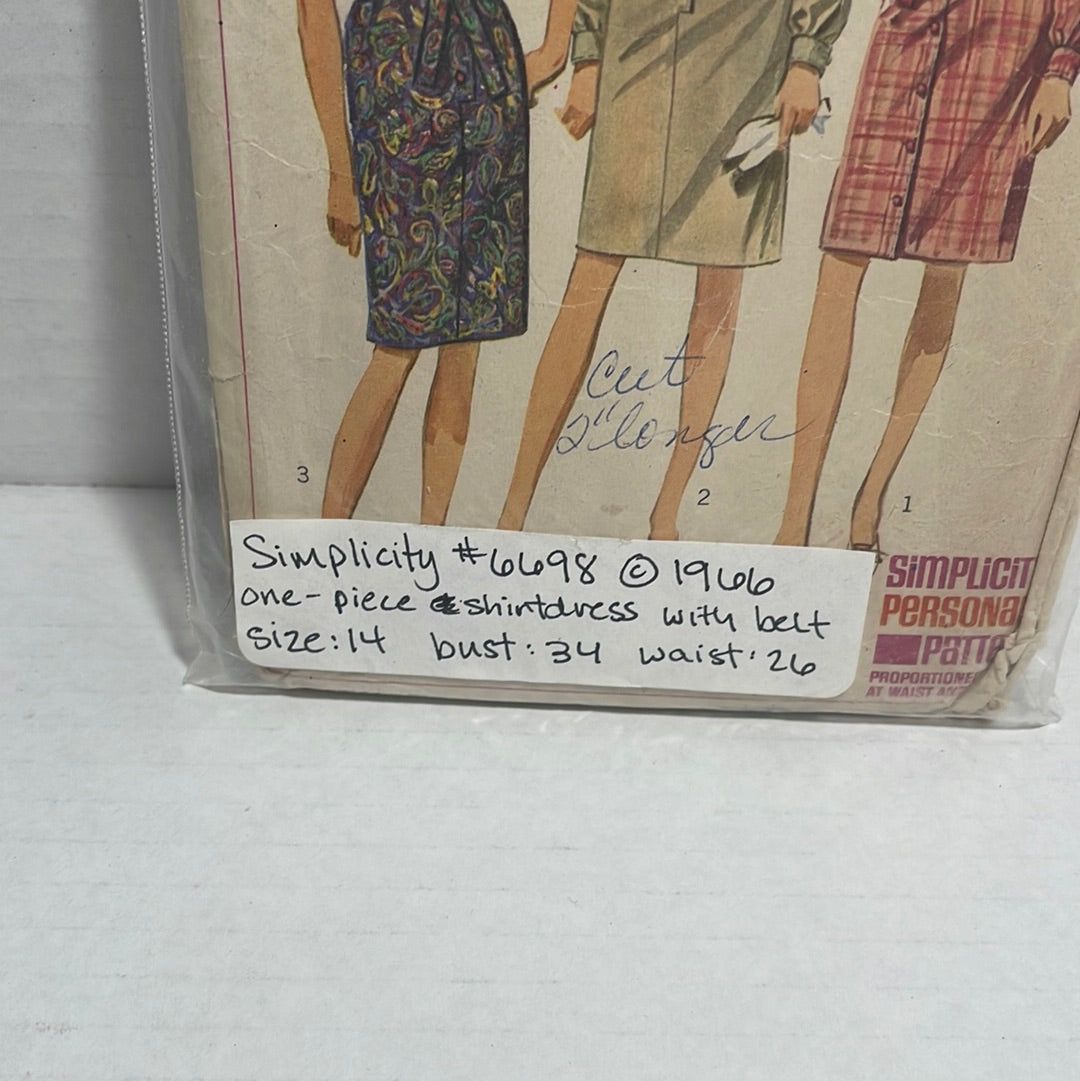 Cut
2" longer
3
2
1
Simplicity #6698 © 1966
one-piece shirtdress with belt
size: 14 bust: 34 waist: 26
SIMPLICIT
PERSONA
PATTE
PROPORTIONE
AT WAIST AN